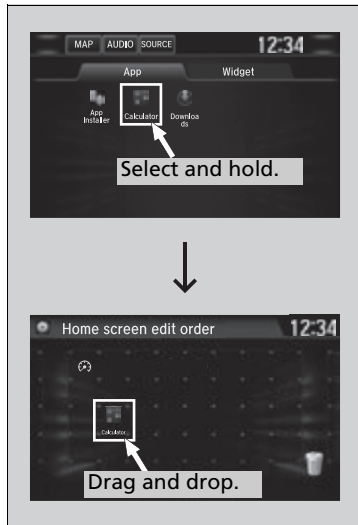 MAP AUDIO SOURCE 12:34
App Widget
App
Installer
Calculator
Downloa
ds
Select and hold.
Home screen edit order 12:34
Calculator
Drag and drop.